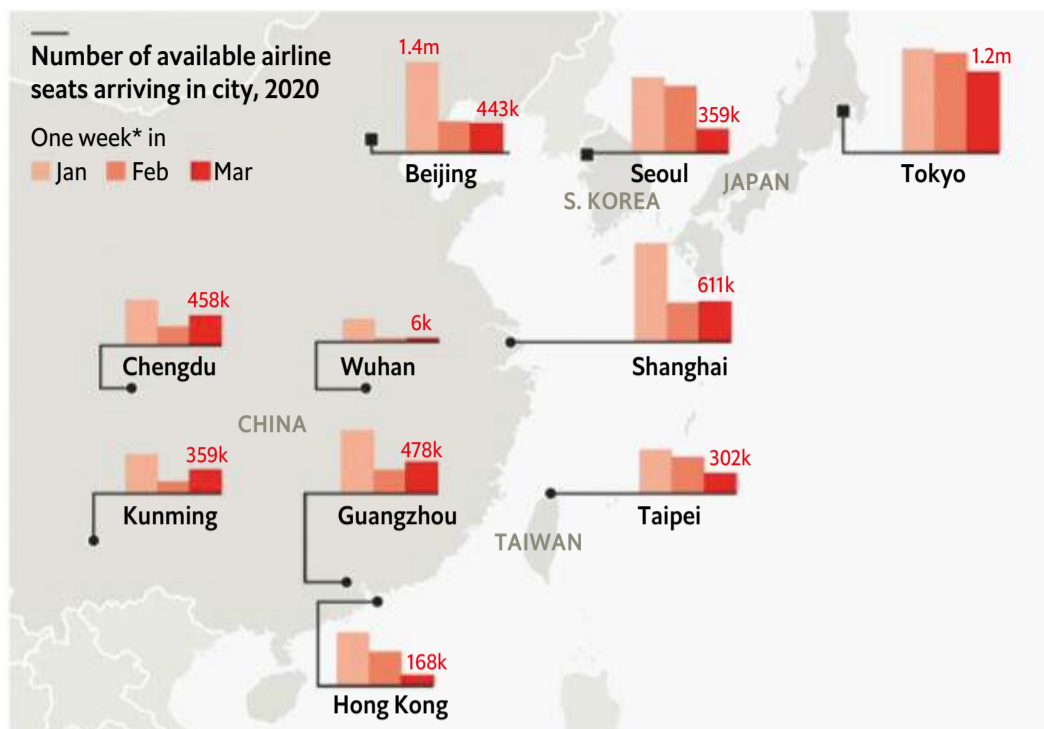 Number of available airline
seats arriving in city, 2020
One week* in
Jan Feb Mar
1.4m
443k
Beijing
359k
Seoul
1.2m
Tokyo
S. KOREA
JAPAN
458k
Chengdu
6k
Wuhan
611k
Shanghai
CHINA
359k
Kunming
478k
Guangzhou
302k
Taipei
TAIWAN
168k
Hong Kong